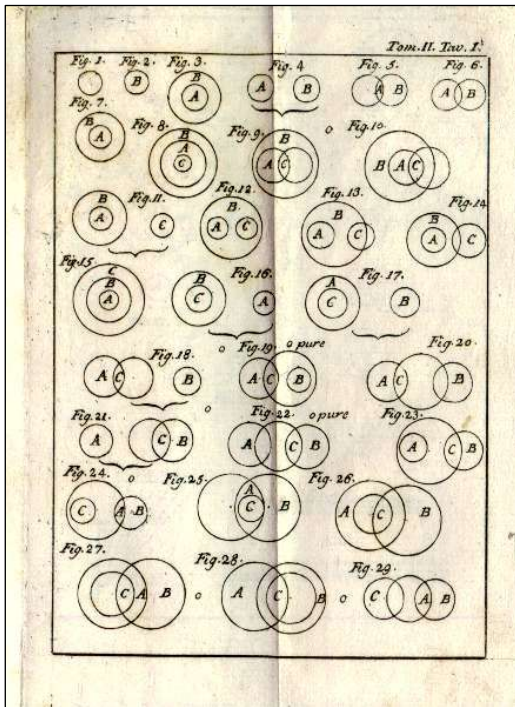 Tom. II. Tav. I.
Fig. 1. Fig. 2. Fig. 3. Fig. 4 Fig. 5. Fig. 6.
B B A A B A B A B
Fig. 7. Fig. 8. Fig. 9. o Fig. 10.
B A B A C B A C B A C
Fig. 11. Fig. 12. Fig. 13. Fig. 14
B A C B. A C B A C B A C
Fig. 15 Fig. 16. Fig. 17.
C B A B C A A C B
o Fig. 19. o pure Fig. 20
Fig. 18.
A C B A C B A C B
Fig. 21 o Fig. 22. o pure Fig. 23.
A C B A C B A C B
Fig. 24. o Fig. 25. Fig. 26.
C A B A C B A C B
Fig. 27. Fig. 28. Fig. 29.
C A B o A C B o C A B